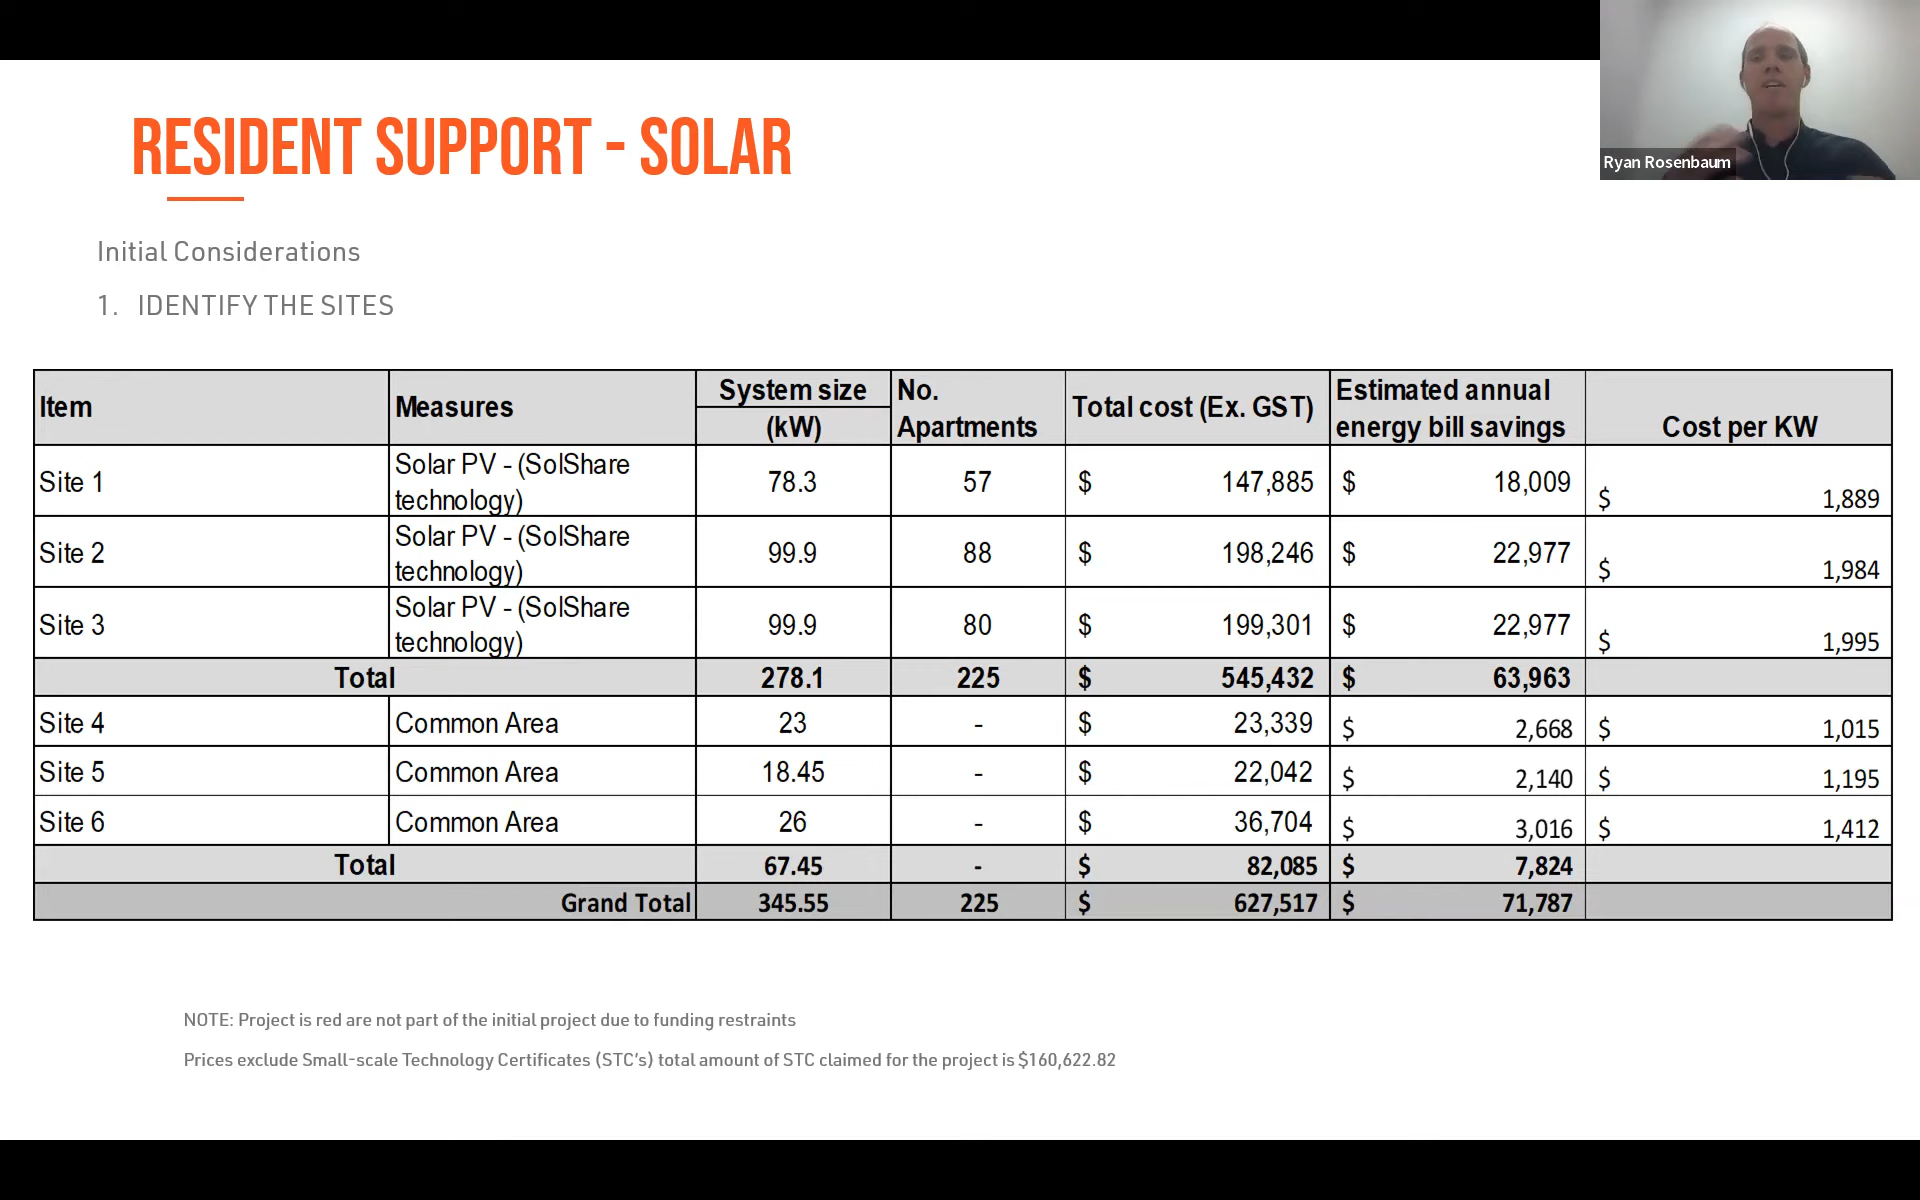 Ryan Rosenbaum
RESIDENT SUPPORT - SOLAR
Initial Considerations
1. IDENTIFY THE SITES
Item Measures System size (kW) No. Apartments Total cost (Ex. GST) Estimated annual energy bill savings Cost per KW
Site 1 Solar PV - (SolShare technology) 78.3 57 $ 147,885 $ 18,009 $ 1,889
Site 2 Solar PV - (SolShare technology) 99.9 88 $ 198,246 $ 22,977 $ 1,984
Site 3 Solar PV - (SolShare technology) 99.9 80 $ 199,301 $ 22,977 $ 1,995
Total 278.1 225 $ 545,432 $ 63,963
Site 4 Common Area 23 - $ 23,339 $ 2,668 $ 1,015
Site 5 Common Area 18.45 - $ 22,042 $ 2,140 $ 1,195
Site 6 Common Area 26 - $ 36,704 $ 3,016 $ 1,412
Total 67.45 - $ 82,085 $ 7,824
Grand Total 345.55 225 $ 627,517 $ 71,787
NOTE: Project is red are not part of the initial project due to funding restraints
Prices exclude Small-scale Technology Certificates (STC's) total amount of STC claimed for the project is $160,622.82